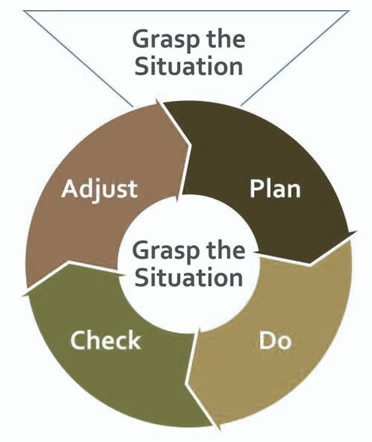 Grasp the
Situation
Adjust
Plan
Grasp the
Situation
Check
Do